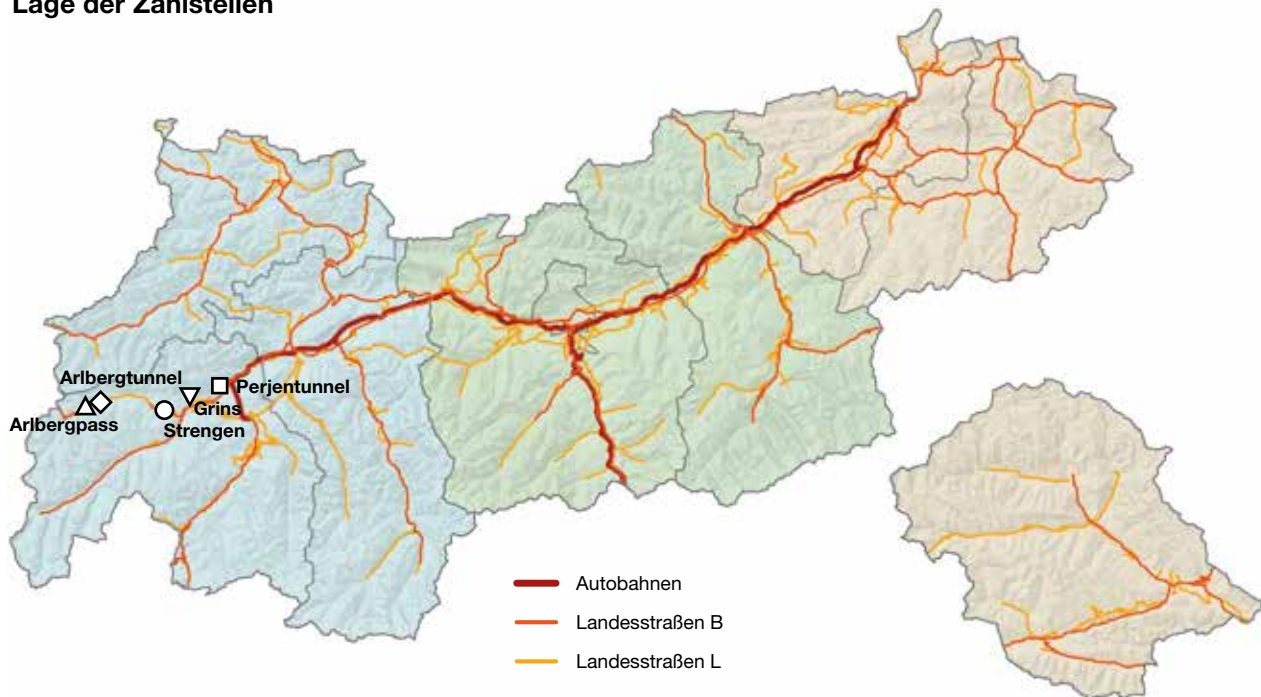 Lage der Zählstellen
Arlbergtunnel
Perjentunnel
Grins
Arlbergpass
Strengen
Autobahnen
Landesstraßen B
Landesstraßen L